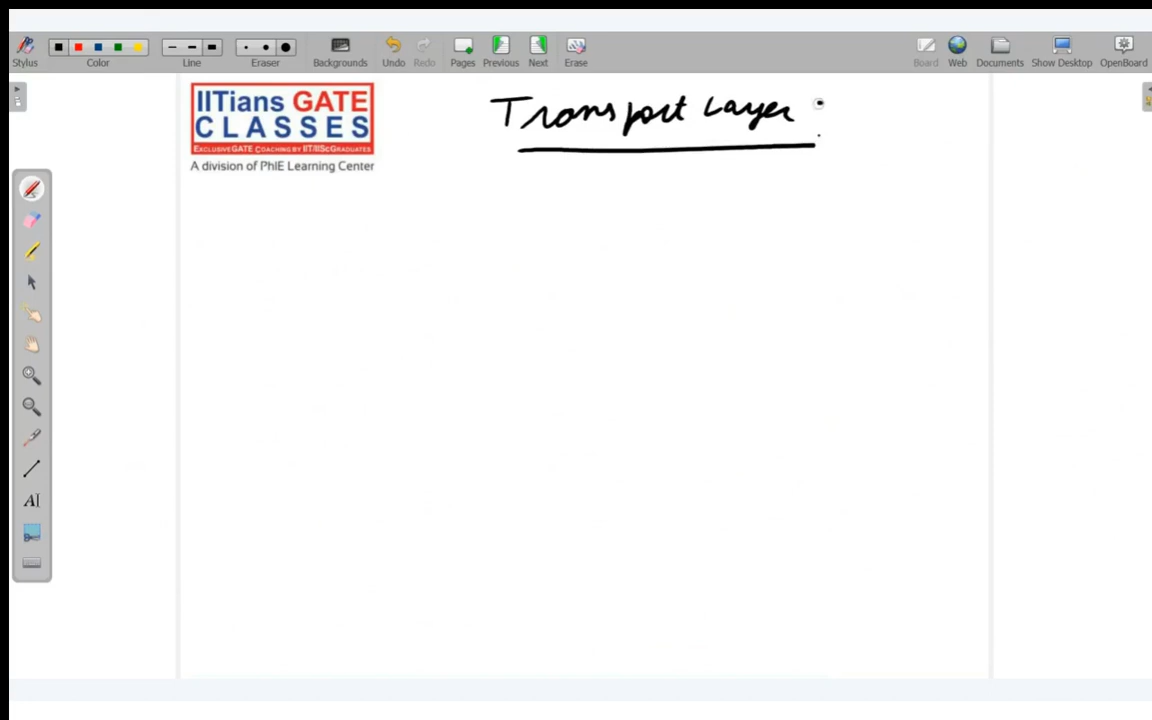 Stylus Color Line Eraser Backgrounds Undo Redo Pages Previous Next Erase Board Web Documents Show Desktop OpenBoard
IITians GATE
CLASSES
EXCLUSIVE GATE COACHING BY IIT/IISc GRADUATES
A division of PhIE Learning Center
Transport Layer :
AI